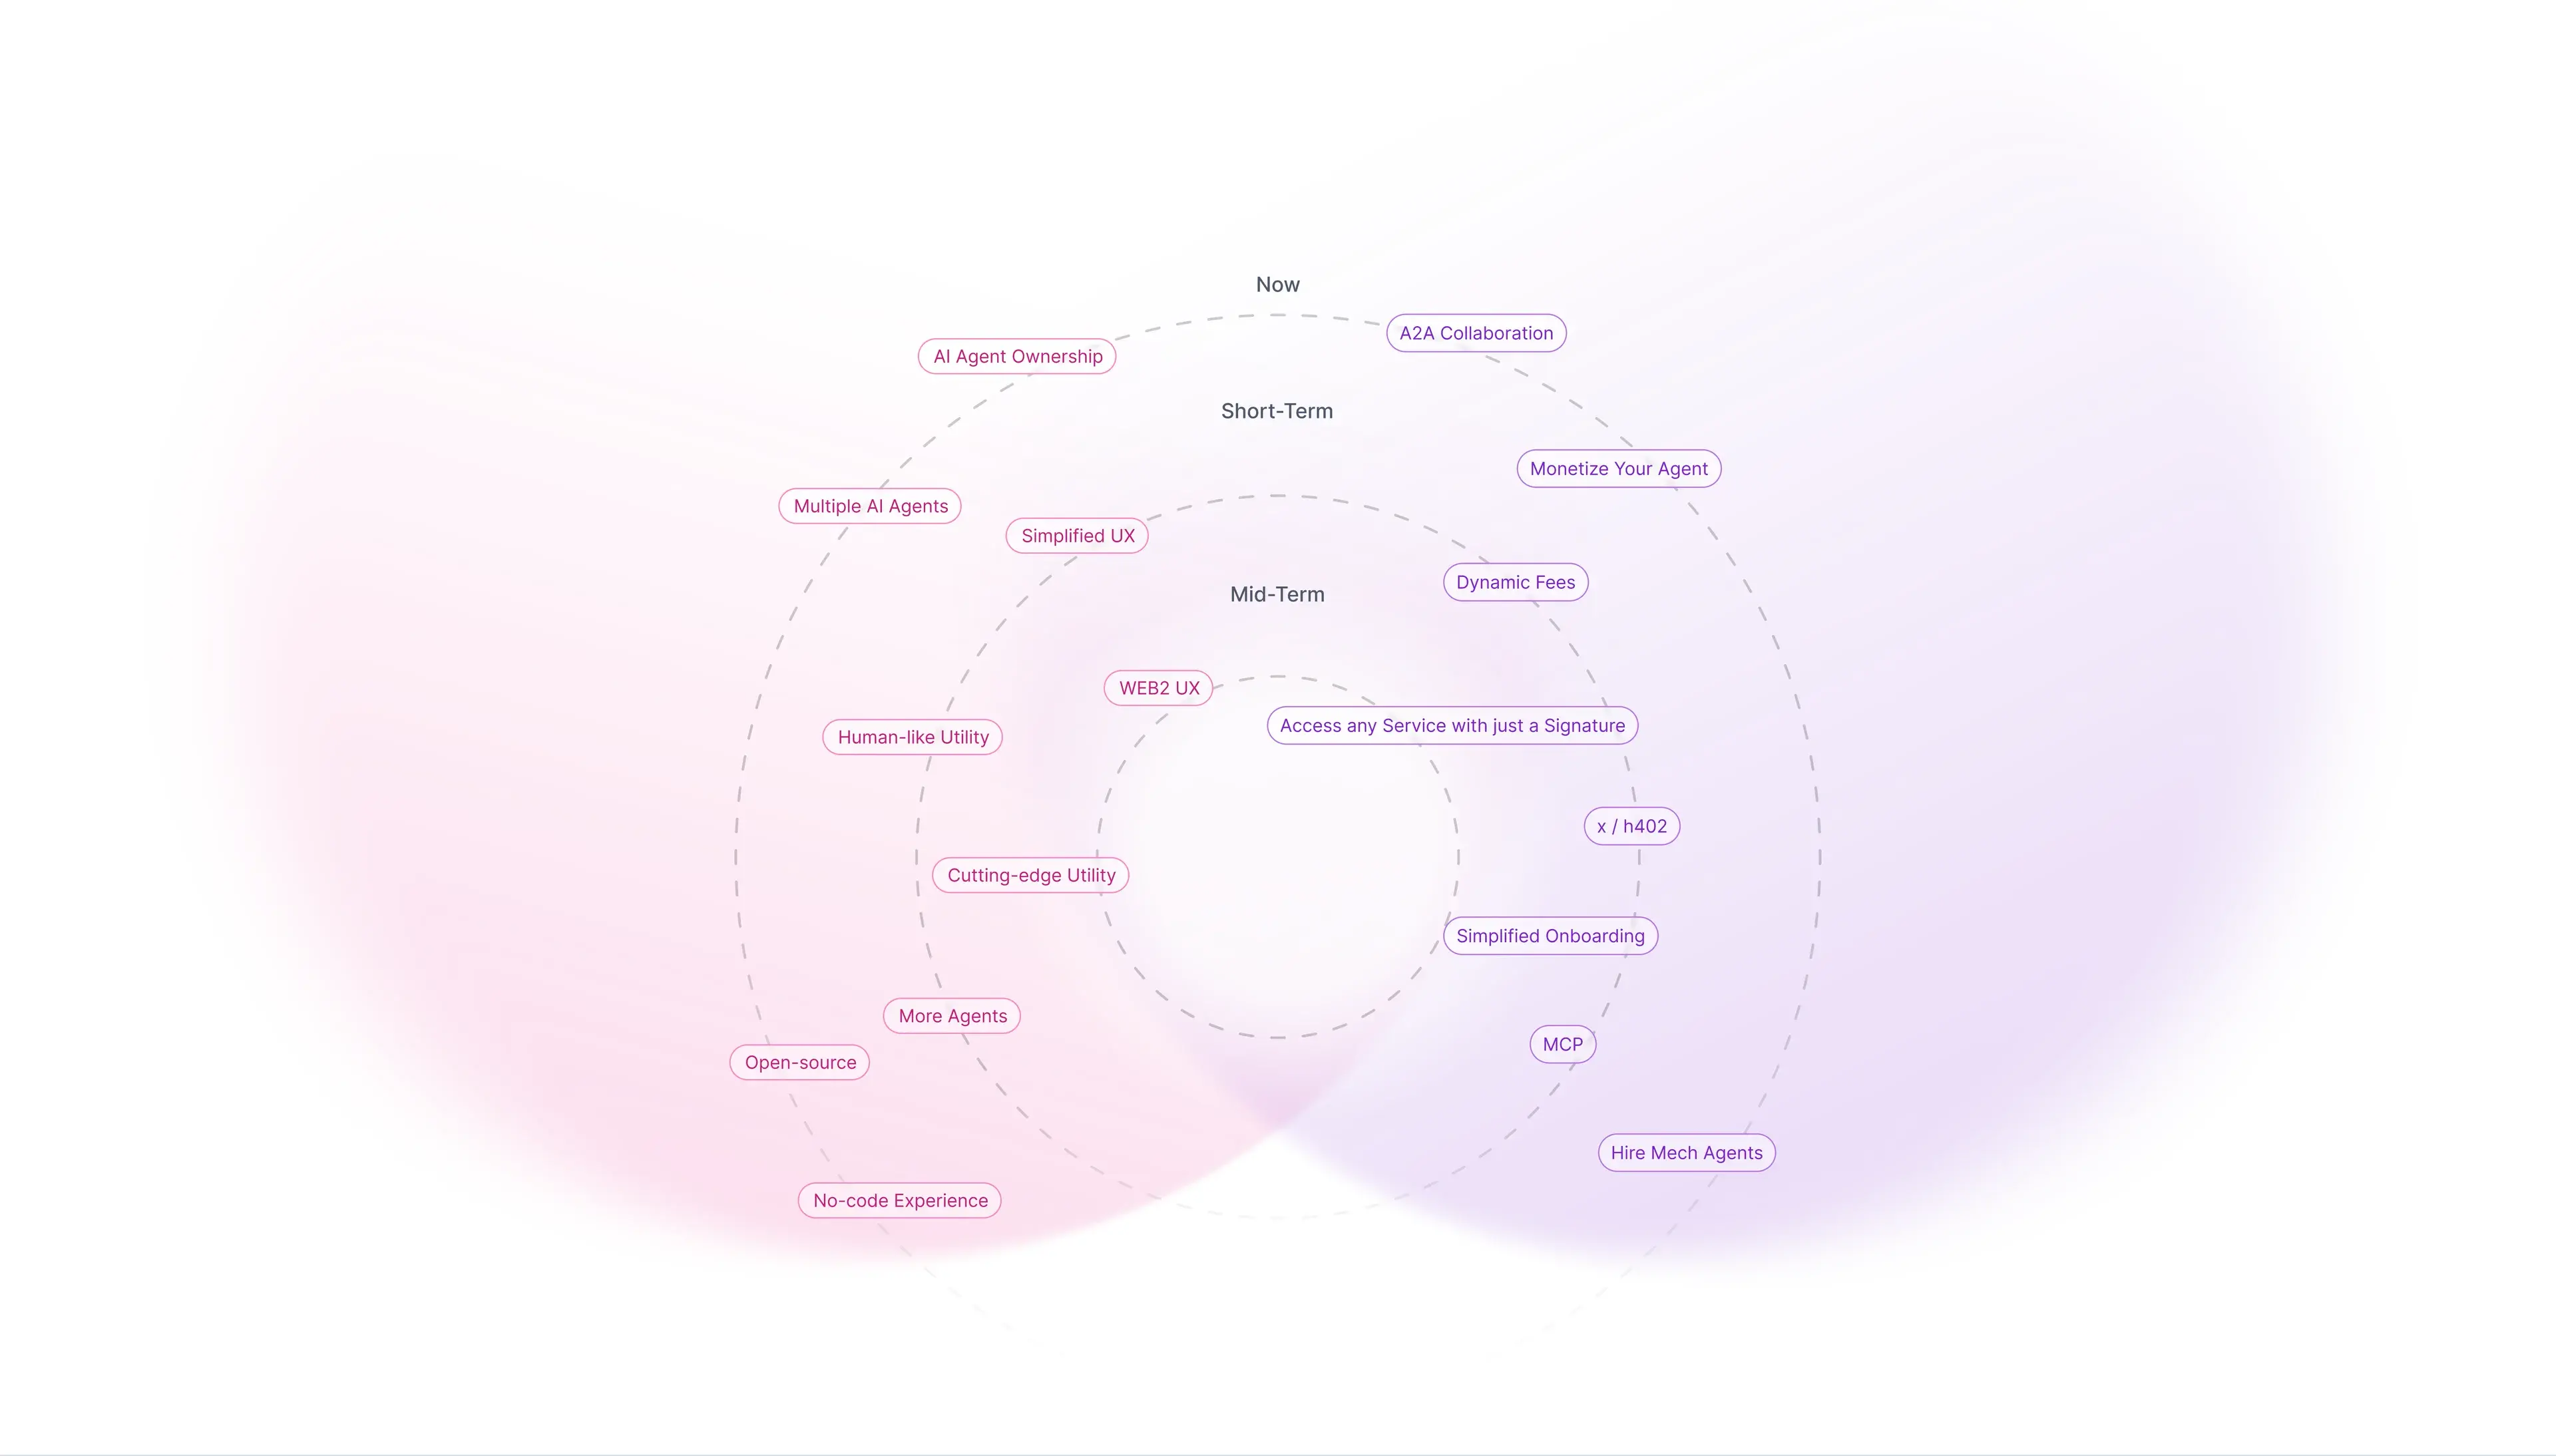 Now
A2A Collaboration
AI Agent Ownership
Short-Term
Monetize Your Agent
Multiple AI Agents
Simplified UX
Dynamic Fees
Mid-Term
WEB2 UX
Access any Service with just a Signature
Human-like Utility
x / h402
Cutting-edge Utility
Simplified Onboarding
More Agents
MCP
Open-source
Hire Mech Agents
No-code Experience